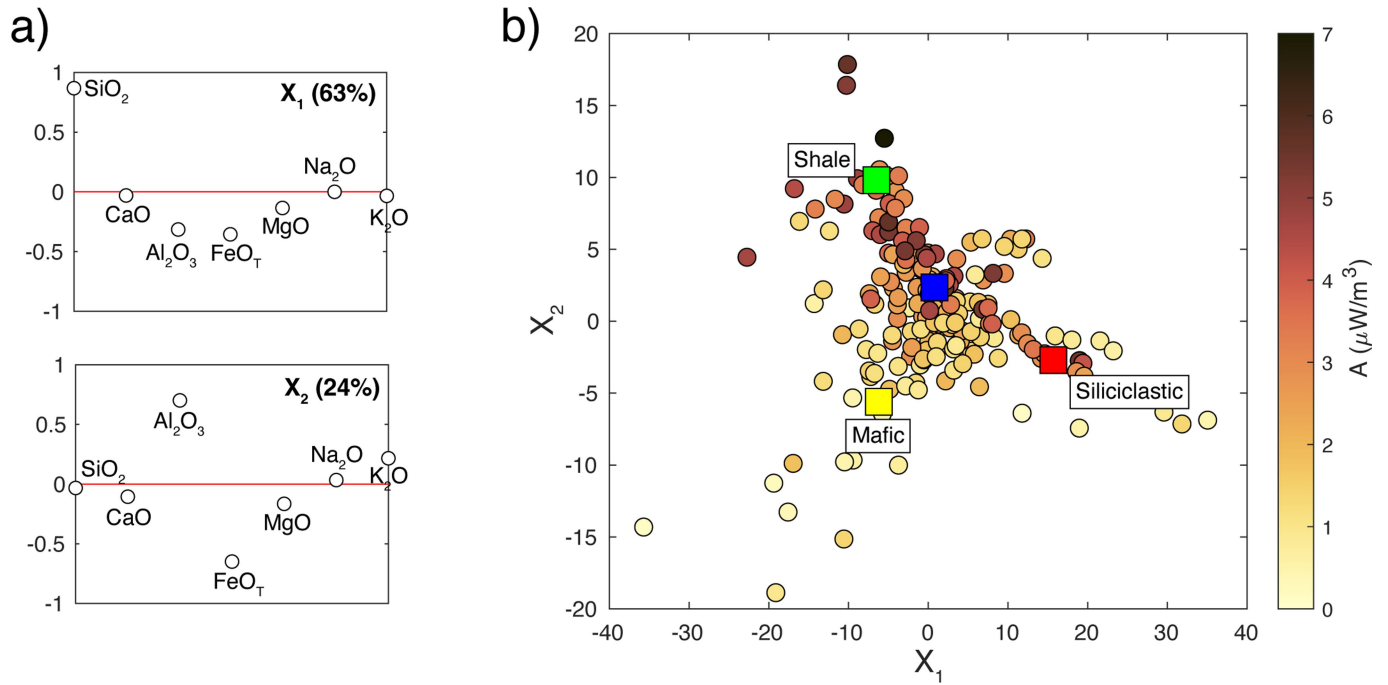 a)
1
0.5
0
-0.5
-1
X₁ (63%)
SiO₂
CaO
Al₂O₃
FeO_T
MgO
Na₂O
K₂O
1
0.5
0
-0.5
-1
X₂ (24%)
SiO₂
CaO
Al₂O₃
FeO_T
MgO
Na₂O
K₂O
b)
20
15
10
5
0
-5
-10
-15
-20
X₂
Shale
Siliciclastic
Mafic
-40
-30
-20
-10
0
10
20
30
40
X₁
7
6
5
4
3
2
1
0
A (μW/m³)